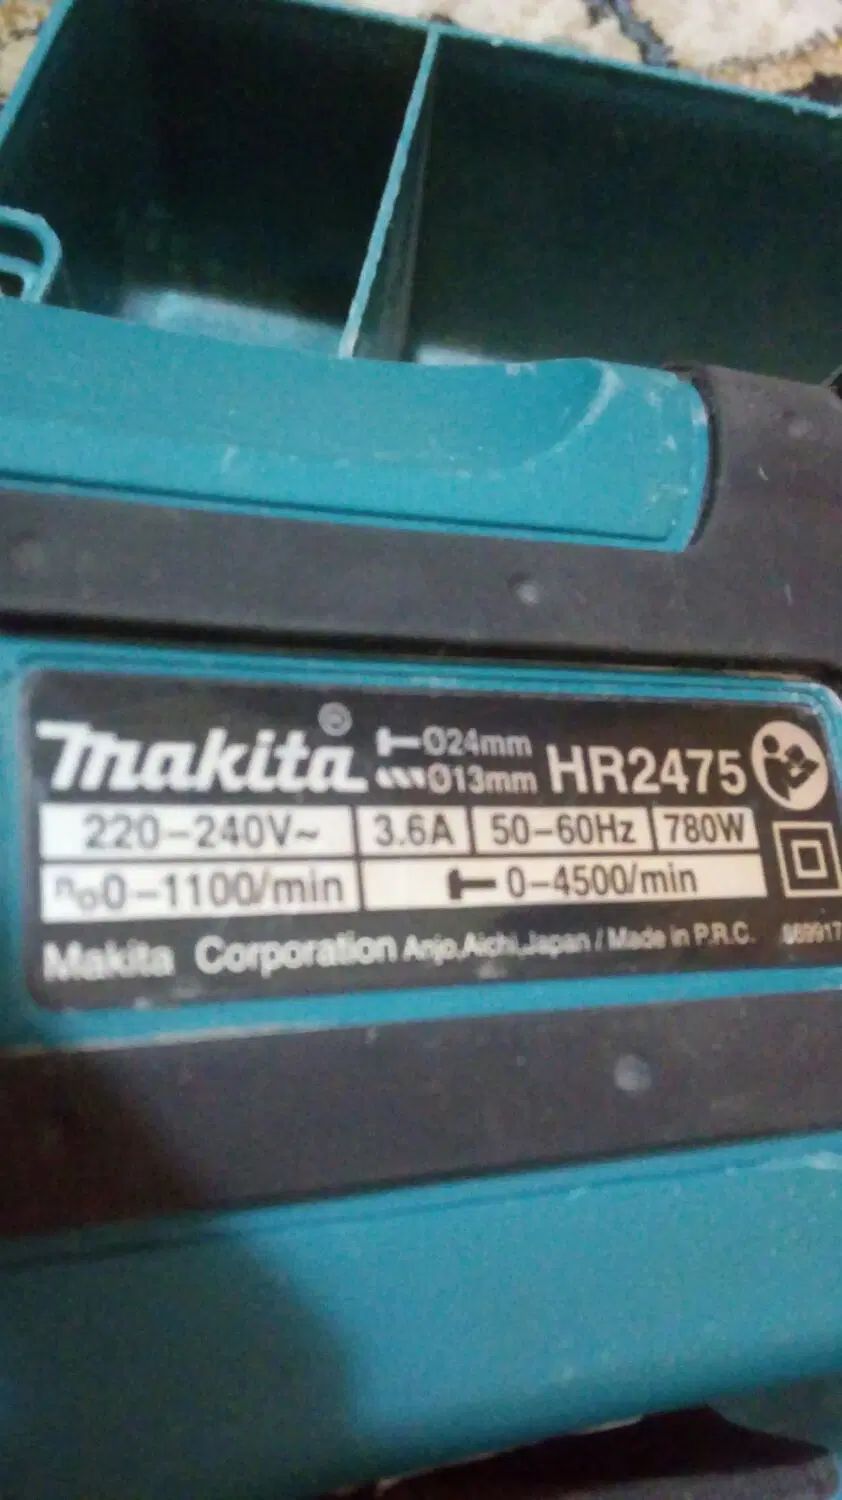 makita ® Ø24mm HR2475
Ø13mm
220-240V~ 3.6A 50-60Hz 780W
n₀0-1100/min 0-4500/min
Makita Corporation Anjo,Aichi,Japan / Made in P.R.C.